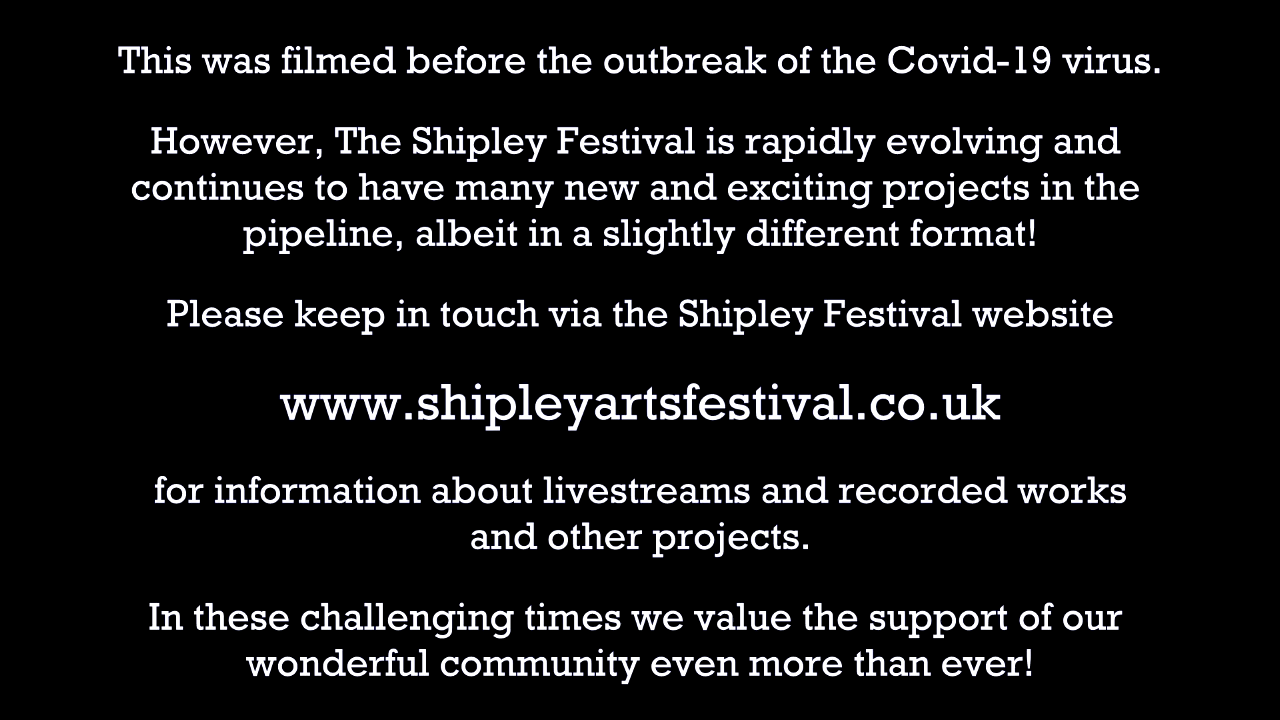 This was filmed before the outbreak of the Covid-19 virus.
However, The Shipley Festival is rapidly evolving and
continues to have many new and exciting projects in the
pipeline, albeit in a slightly different format!
Please keep in touch via the Shipley Festival website
www.shipleyartsfestival.co.uk
for information about livestreams and recorded works
and other projects.
In these challenging times we value the support of our
wonderful community even more than ever!